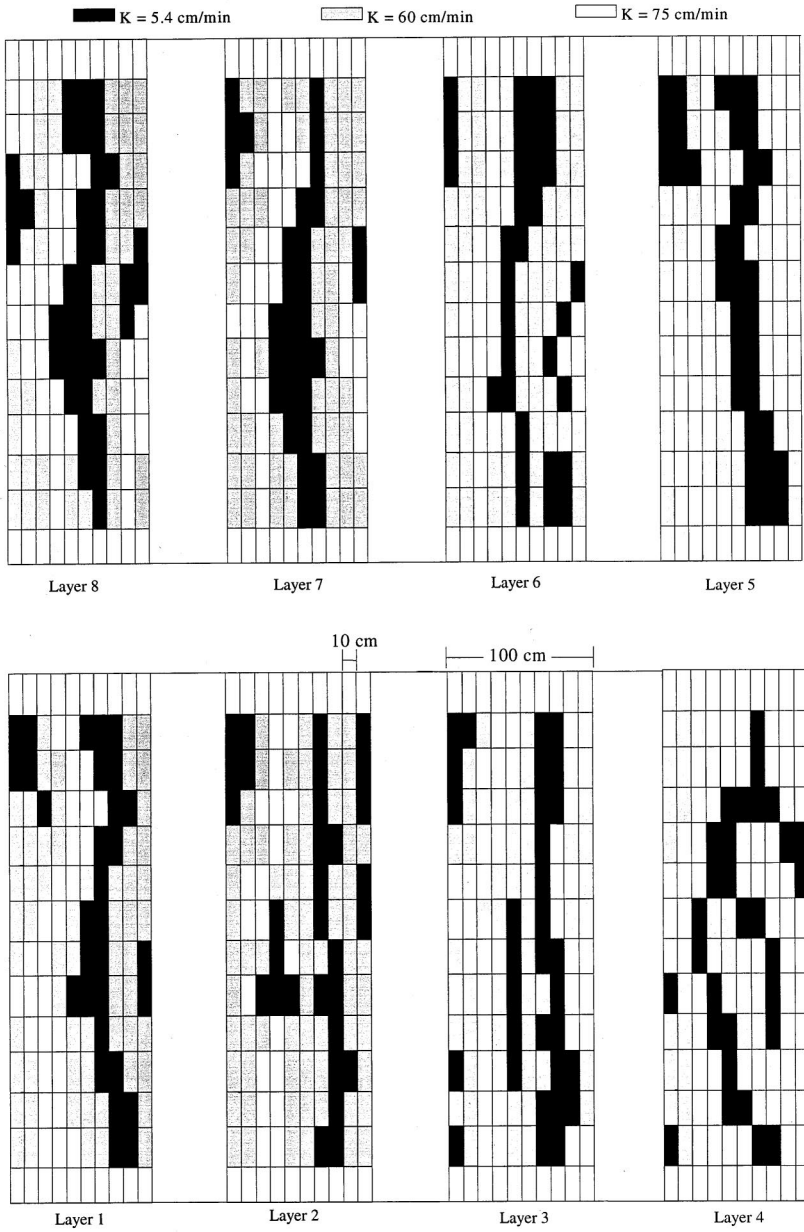 K = 5.4 cm/min
K = 60 cm/min
K = 75 cm/min
Layer 8
Layer 7
Layer 6
Layer 5
10 cm
100 cm
Layer 1
Layer 2
Layer 3
Layer 4